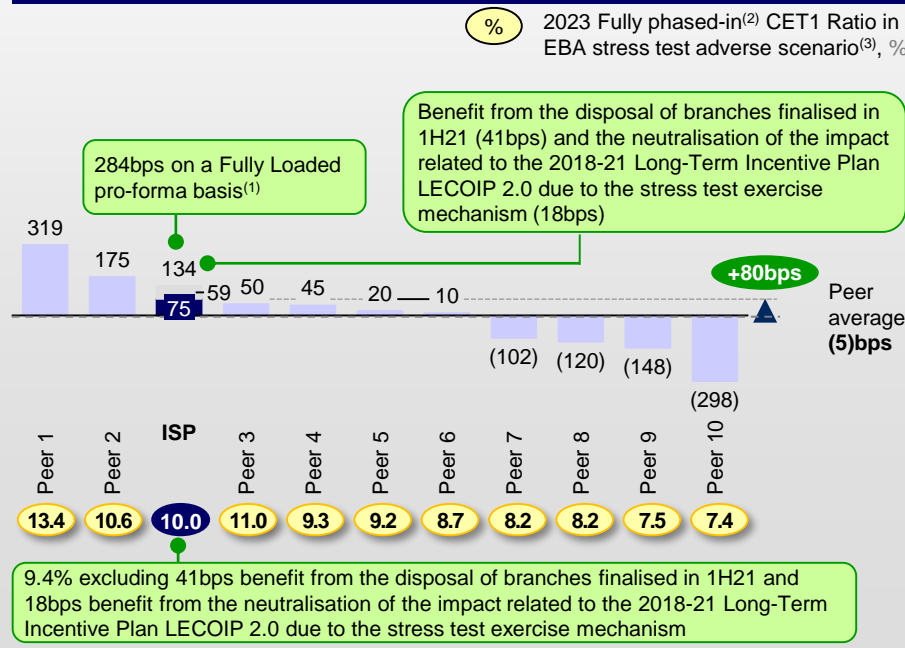 % 2023 Fully phased-in(2) CET1 Ratio in
EBA stress test adverse scenario(3), %
Benefit from the disposal of branches finalised in
1H21 (41bps) and the neutralisation of the impact
related to the 2018-21 Long-Term Incentive Plan
LECOIP 2.0 due to the stress test exercise
mechanism (18bps)
284bps on a Fully Loaded
pro-forma basis(1)
319
175
134
59
75
50
45
20
10
(102)
(120)
(148)
(298)
+80bps
Peer
average
(5)bps
Peer 1
Peer 2
ISP
Peer 3
Peer 4
Peer 5
Peer 6
Peer 7
Peer 8
Peer 9
Peer 10
13.4 10.6 10.0 11.0 9.3 9.2 8.7 8.2 8.2 7.5 7.4
9.4% excluding 41bps benefit from the disposal of branches finalised in 1H21 and
18bps benefit from the neutralisation of the impact related to the 2018-21 Long-Term
Incentive Plan LECOIP 2.0 due to the stress test exercise mechanism